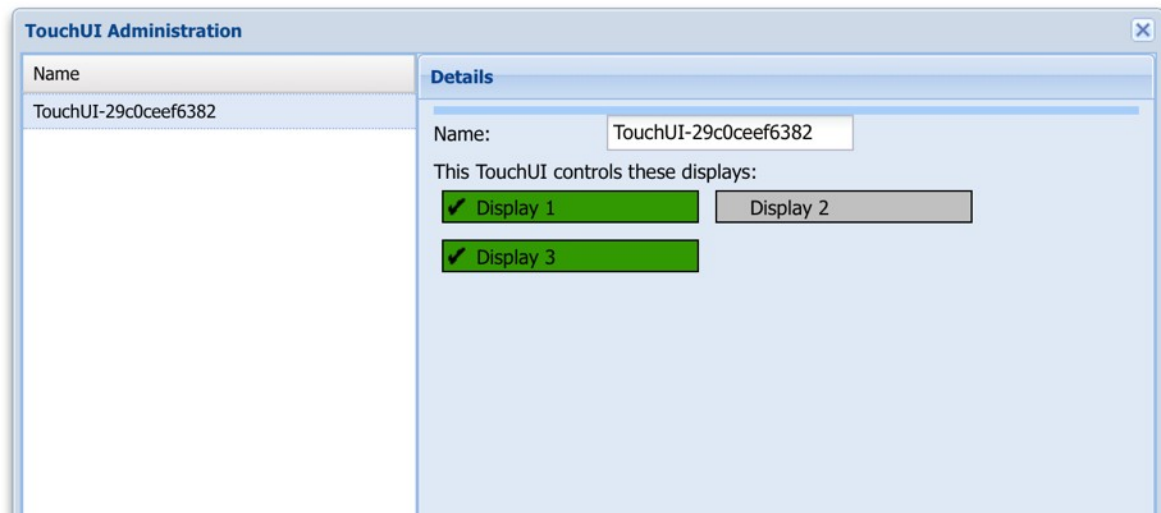 TouchUI Administration
Name
TouchUI-29c0ceef6382
Details
Name: TouchUI-29c0ceef6382
This TouchUI controls these displays:
✔ Display 1 Display 2
✔ Display 3